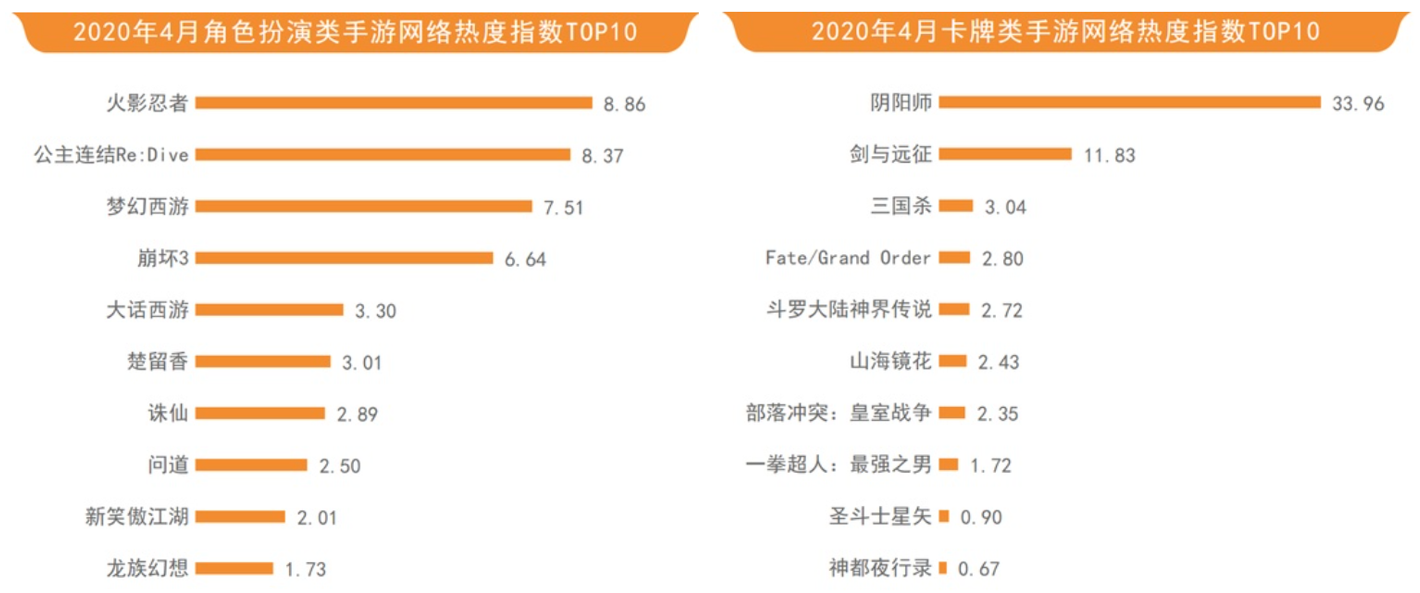 2020年4月角色扮演类手游网络热度指数TOP10
火影忍者 8.86
公主连结Re:Dive 8.37
梦幻西游 7.51
崩坏3 6.64
大话西游 3.30
楚留香 3.01
诛仙 2.89
问道 2.50
新笑傲江湖 2.01
龙族幻想 1.73
2020年4月卡牌类手游网络热度指数TOP10
阴阳师 33.96
剑与远征 11.83
三国杀 3.04
Fate/Grand Order 2.80
斗罗大陆神界传说 2.72
山海镜花 2.43
部落冲突：皇室战争 2.35
一拳超人：最强之男 1.72
圣斗士星矢 0.90
神都夜行录 0.67